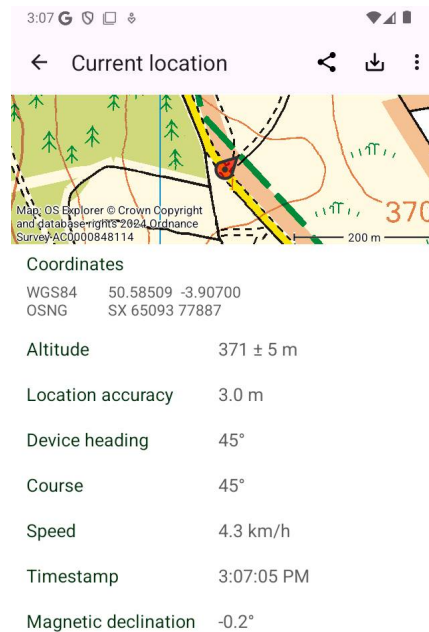 3:07 G
Current location
Map: OS Explorer © Crown Copyright
and database rights 2024 Ordnance
Survey AC0000848114
370
200 m
Coordinates
WGS84 50.58509 -3.90700
OSNG SX 65093 77887
Altitude 371 ± 5 m
Location accuracy 3.0 m
Device heading 45°
Course 45°
Speed 4.3 km/h
Timestamp 3:07:05 PM
Magnetic declination -0.2°